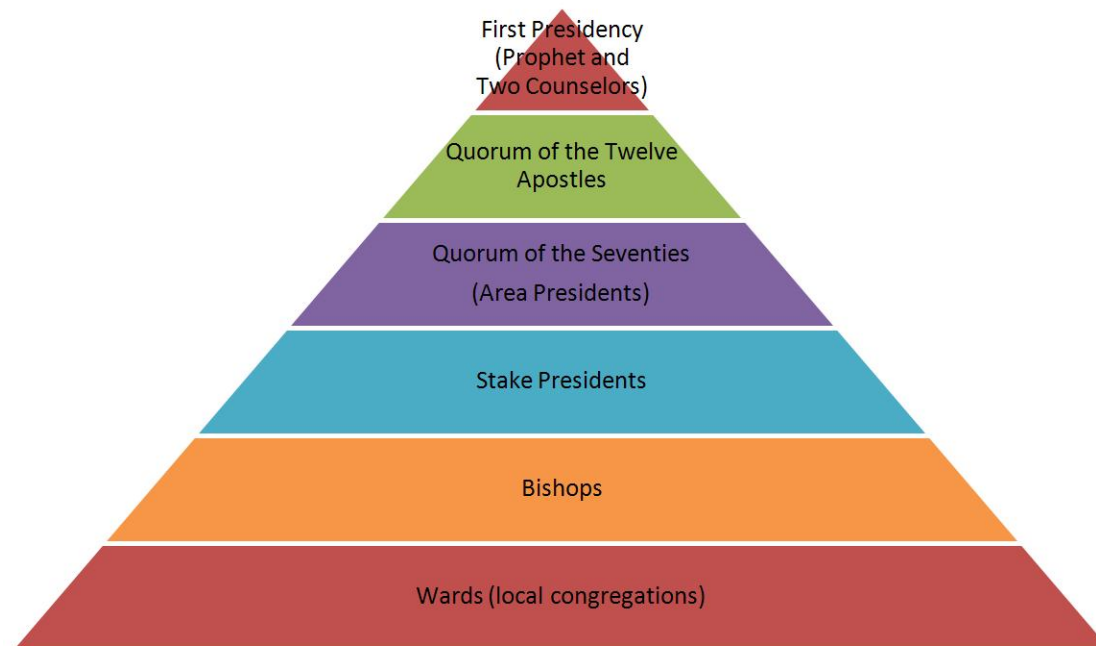 First Presidency
(Prophet and
Two Counselors)
Quorum of the Twelve
Apostles
Quorum of the Seventies
(Area Presidents)
Stake Presidents
Bishops
Wards (local congregations)